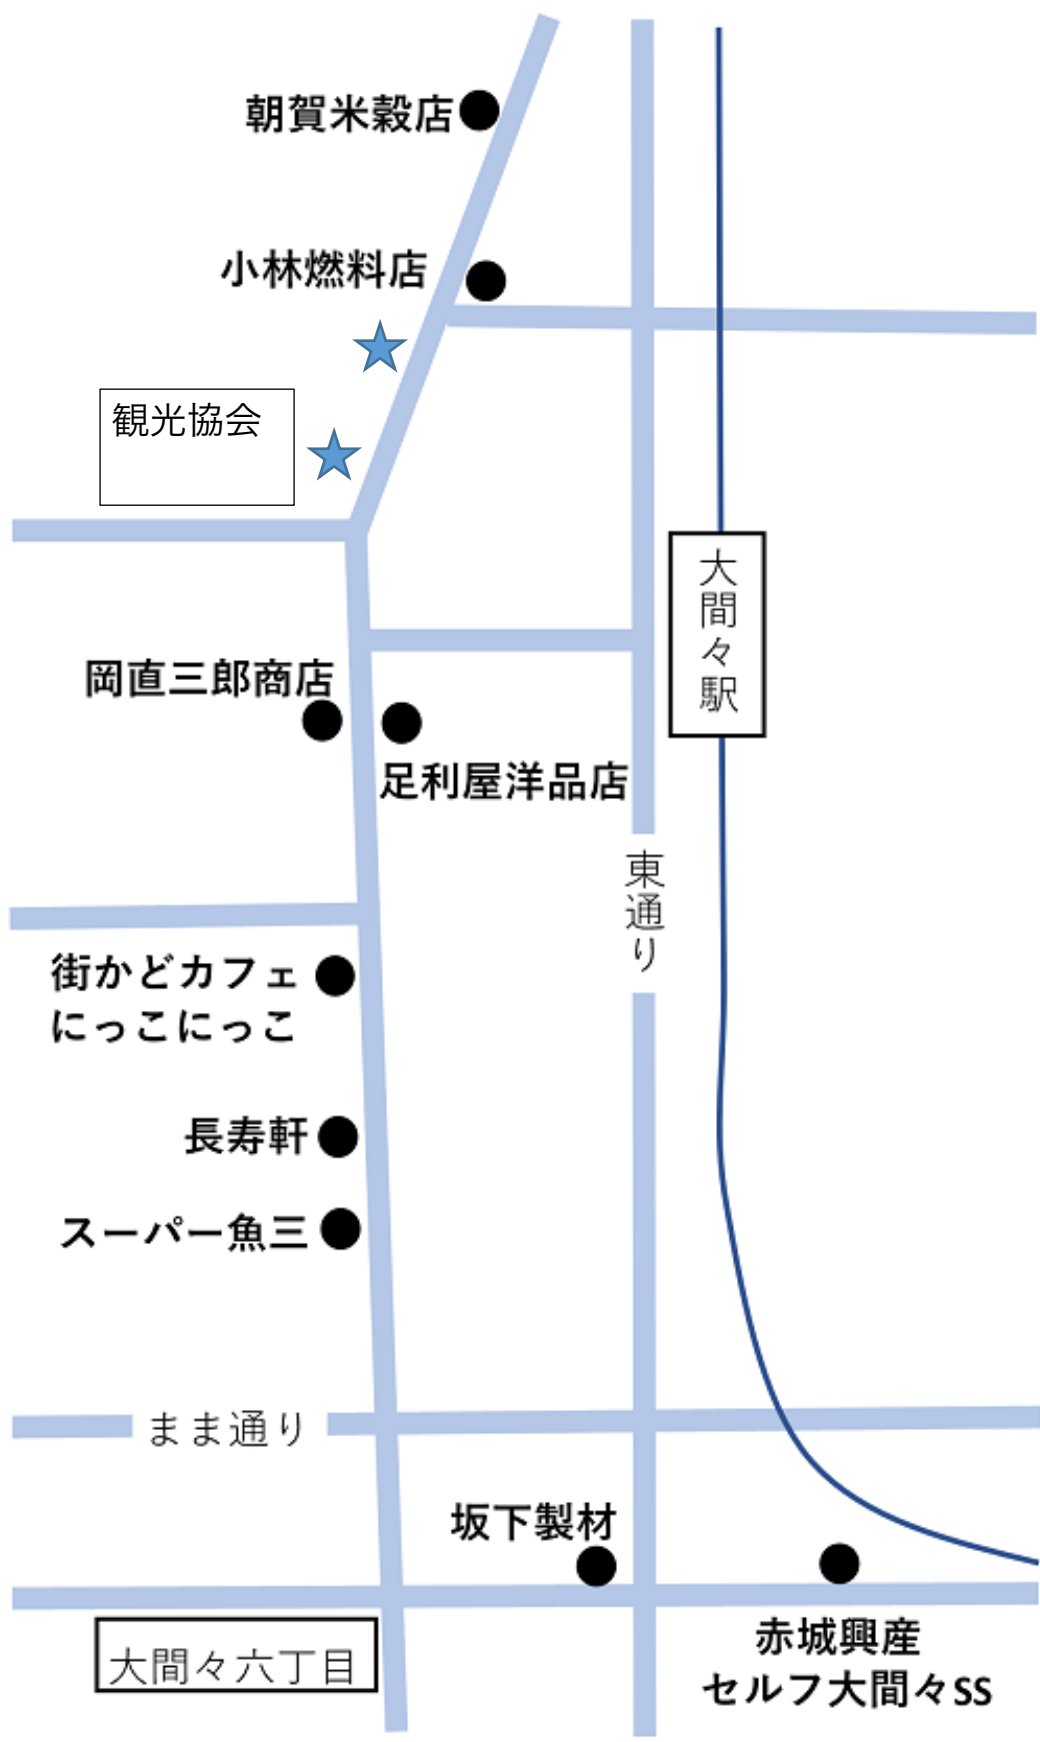 朝賀米穀店
小林燃料店
観光協会
大間々駅
岡直三郎商店
足利屋洋品店
東通り
街かどカフェ
にっこにっこ
長寿軒
スーパー魚三
まま通り
坂下製材
赤城興産
セルフ大間々SS
大間々六丁目